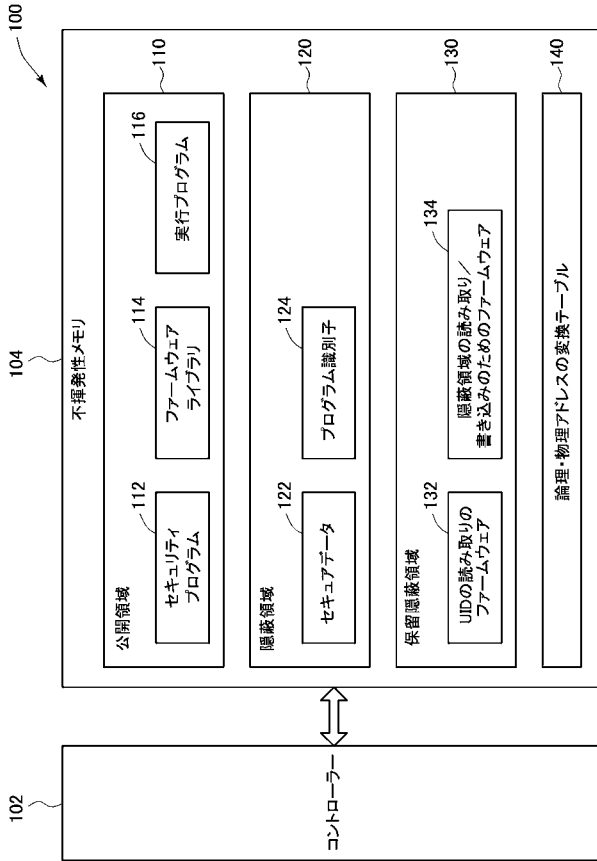 100
102
コントローラー
104
不揮発性メモリ
110
公開領域
112
セキュリティ
プログラム
114
ファームウェア
ライブラリ
116
実行プログラム
120
隠蔽領域
122
セキュアデータ
124
プログラム識別子
130
保留隠蔽領域
132
UIDの読み取りの
ファームウェア
134
隠蔽領域の読み取り／
書き込みのためのファームウェア
140
論理・物理アドレスの変換テーブル